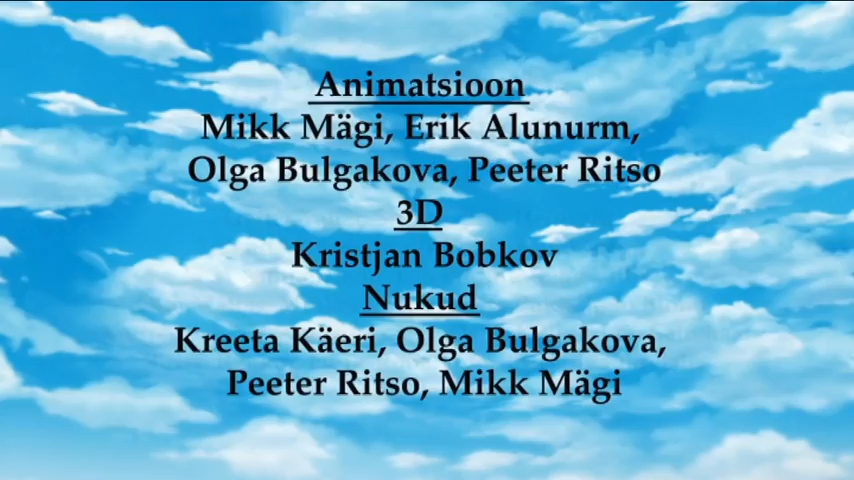 Animatsioon
Mikk Mägi, Erik Alunurm,
Olga Bulgakova, Peeter Ritso
3D
Kristjan Bobkov
Nukud
Kreeta Käeri, Olga Bulgakova,
Peeter Ritso, Mikk Mägi